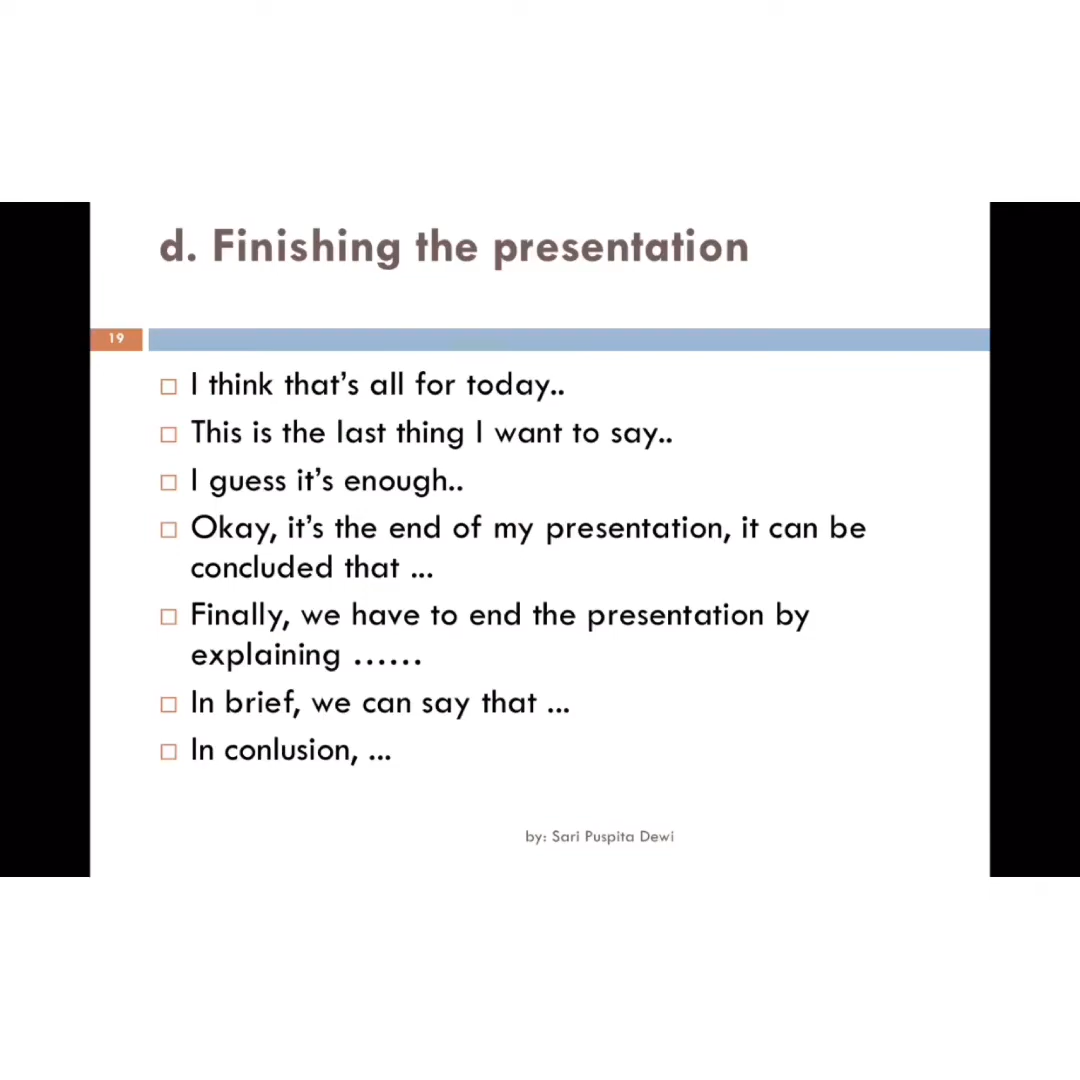 d. Finishing the presentation
19
I think that’s all for today..
This is the last thing I want to say..
I guess it’s enough..
Okay, it’s the end of my presentation, it can be
concluded that ...
Finally, we have to end the presentation by
explaining ......
In brief, we can say that ...
In conlusion, ...
by: Sari Puspita Dewi